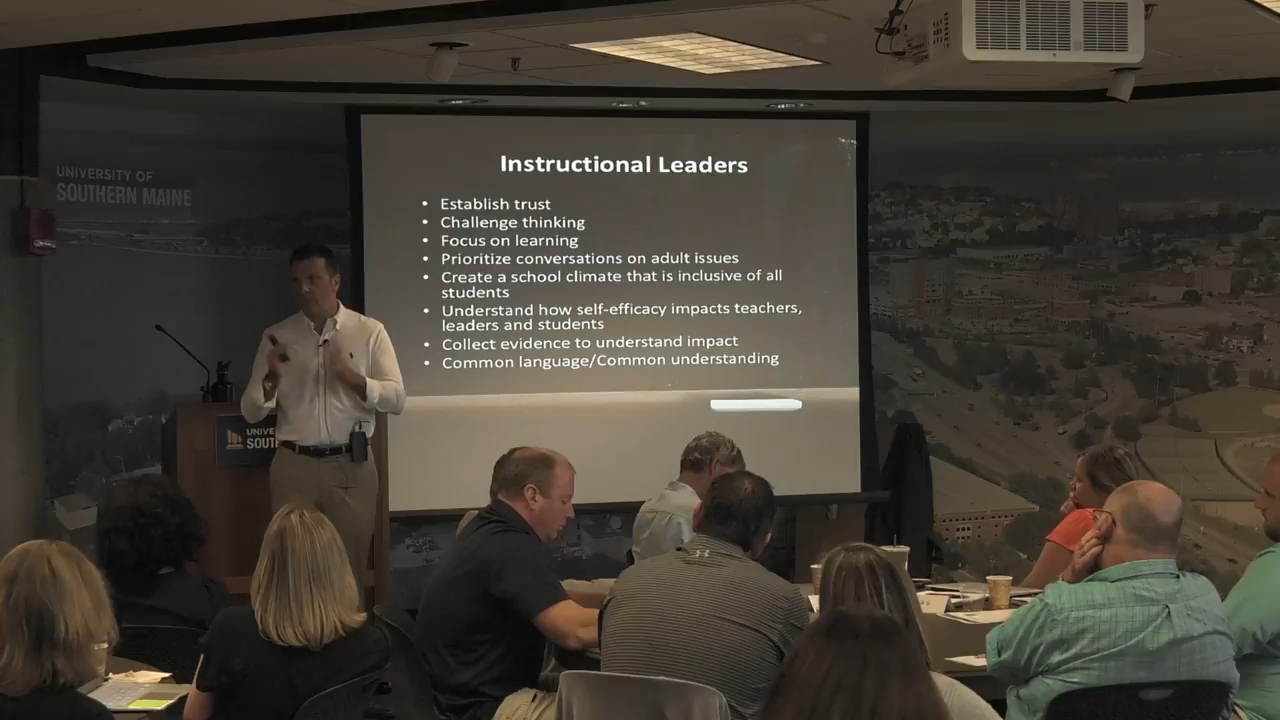 UNIVERSITY OF
SOUTHERN MAINE
Instructional Leaders
• Establish trust
• Challenge thinking
• Focus on learning
• Prioritize conversations on adult issues
• Create a school climate that is inclusive of all
students
• Understand how self-efficacy impacts teachers,
leaders and students
• Collect evidence to understand impact
• Common language/Common understanding
UNIVE
SOUT